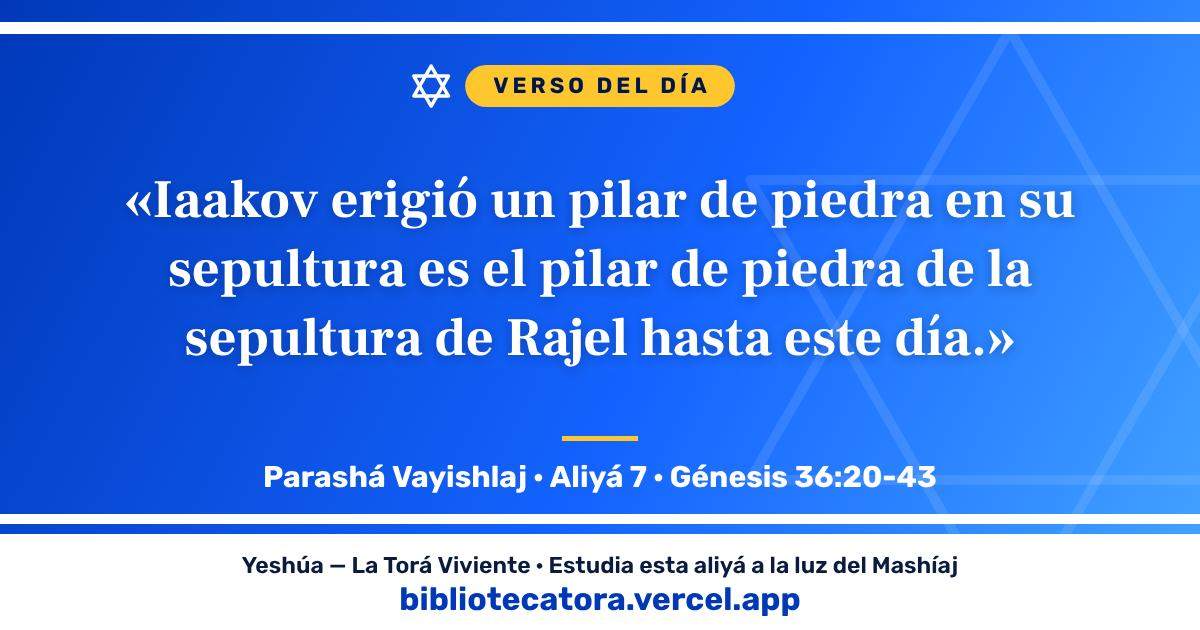 VERSO DEL DÍA
«Iaakov erigió un pilar de piedra en su
sepultura es el pilar de piedra de la
sepultura de Rajel hasta este día.»
Parashá Vayishlaj • Aliyá 7 • Génesis 36:20-43
Yeshúa — La Torá Viviente • Estudia esta aliyá a la luz del Mashíaj
bibliotecatora.vercel.app